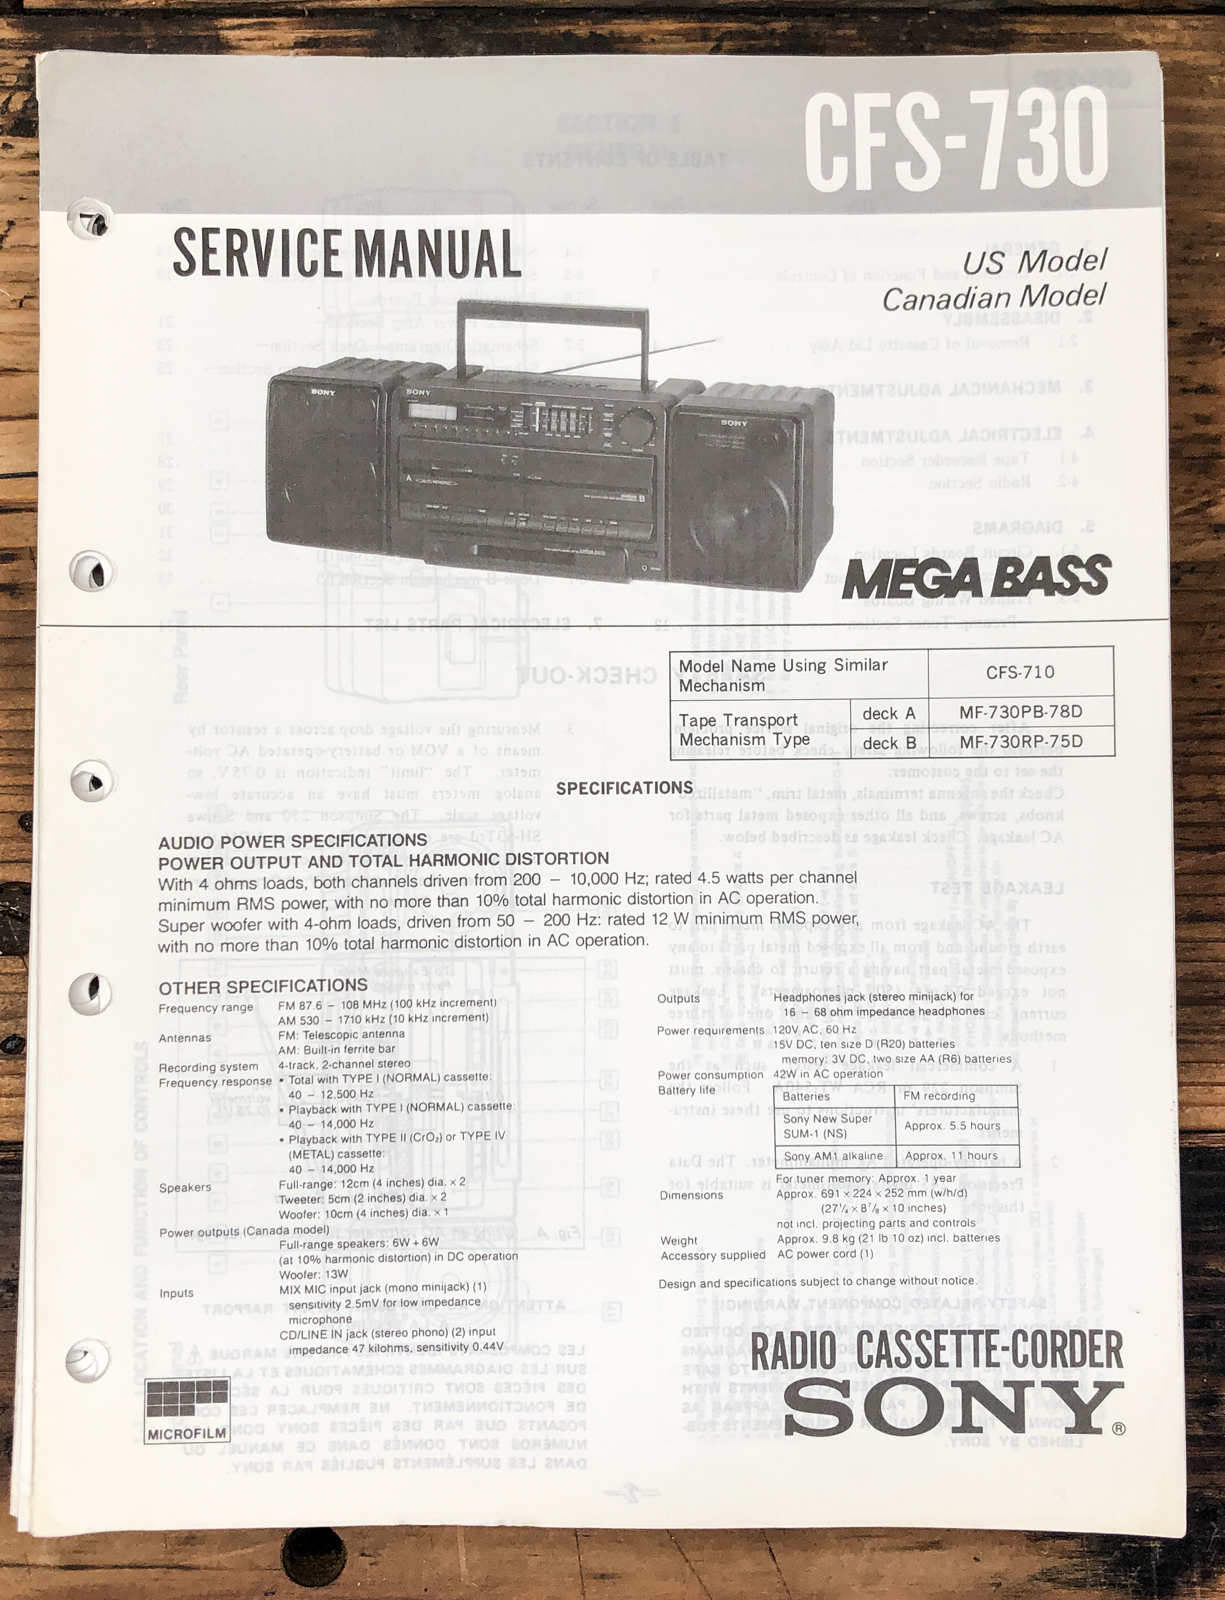 CFS-730
SERVICE MANUAL
US Model
Canadian Model
SONY
SONY
SONY
A
B
MEGA BASS
Model Name Using Similar Mechanism
CFS-710
Tape Transport Mechanism Type
deck A
MF-730PB-78D
deck B
MF-730RP-75D
SPECIFICATIONS
AUDIO POWER SPECIFICATIONS
POWER OUTPUT AND TOTAL HARMONIC DISTORTION
With 4 ohms loads, both channels driven from 200 – 10,000 Hz; rated 4.5 watts per channel
minimum RMS power, with no more than 10% total harmonic distortion in AC operation.
Super woofer with 4-ohm loads, driven from 50 – 200 Hz: rated 12 W minimum RMS power,
with no more than 10% total harmonic distortion in AC operation.
OTHER SPECIFICATIONS
Frequency range FM 87.6 – 108 MHz (100 kHz increment)
AM 530 – 1710 kHz (10 kHz increment)
Antennas FM: Telescopic antenna
AM: Built-in ferrite bar
Recording system 4-track, 2-channel stereo
Frequency response • Total with TYPE I (NORMAL) cassette:
40 – 12,500 Hz
• Playback with TYPE I (NORMAL) cassette:
40 – 14,000 Hz
• Playback with TYPE II (CrO₂) or TYPE IV
(METAL) cassette:
40 – 14,000 Hz
Speakers Full-range: 12cm (4 inches) dia. × 2
Tweeter: 5cm (2 inches) dia. × 2
Woofer: 10cm (4 inches) dia. × 1
Power outputs (Canada model)
Full-range speakers: 6W + 6W
(at 10% harmonic distortion) in DC operation
Woofer: 13W
Inputs MIX MIC input jack (mono minijack) (1)
sensitivity 2.5mV for low impedance
microphone
CD/LINE IN jack (stereo phono) (2) input
impedance 47 kilohms, sensitivity 0.44V
Outputs Headphones jack (stereo minijack) for
16 – 68 ohm impedance headphones
Power requirements 120V AC, 60 Hz
15V DC, ten size D (R20) batteries
memory: 3V DC, two size AA (R6) batteries
Power consumption 42W in AC operation
Battery life
Batteries FM recording
Sony New Super SUM-1 (NS) Approx. 5.5 hours
Sony AM1 alkaline Approx. 11 hours
For tuner memory: Approx. 1 year
Dimensions Approx. 691 × 224 × 252 mm (w/h/d)
(27¼ × 8⅞ × 10 inches)
not incl. projecting parts and controls
Weight Approx. 9.8 kg (21 lb 10 oz) incl. batteries
Accessory supplied AC power cord (1)
Design and specifications subject to change without notice.
MICROFILM
RADIO CASSETTE-CORDER
SONY®